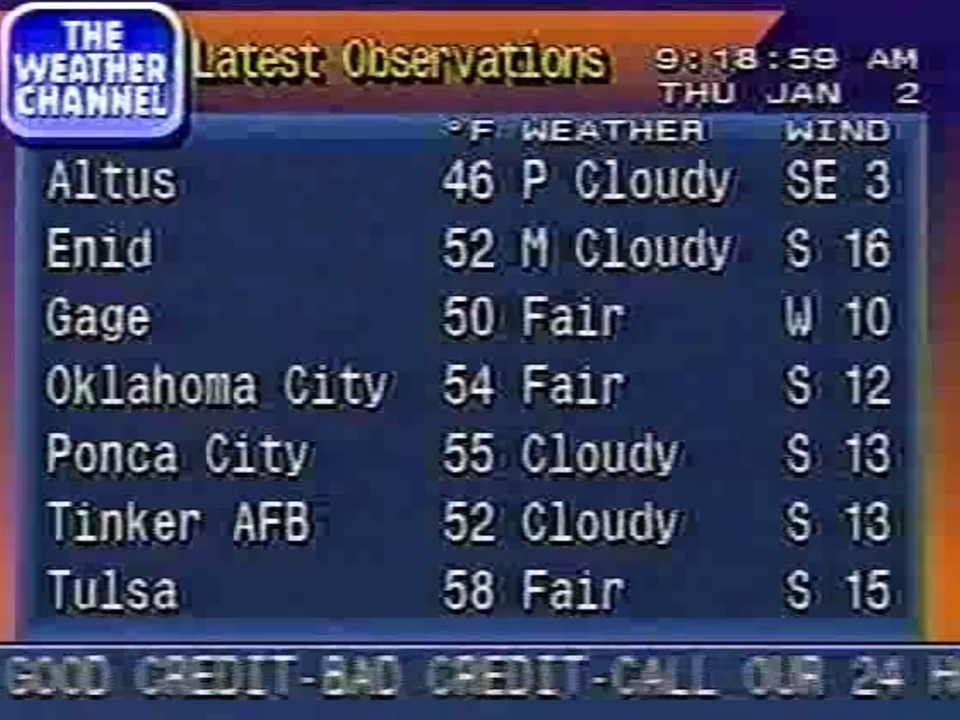 THE
WEATHER
CHANNEL
Latest Observations
9:18:59 AM
THU JAN 2
°F WEATHER WIND
Altus 46 P Cloudy SE 3
Enid 52 M Cloudy S 16
Gage 50 Fair W 10
Oklahoma City 54 Fair S 12
Ponca City 55 Cloudy S 13
Tinker AFB 52 Cloudy S 13
Tulsa 58 Fair S 15
GOOD CREDIT-BAD CREDIT-CALL OUR 24 H